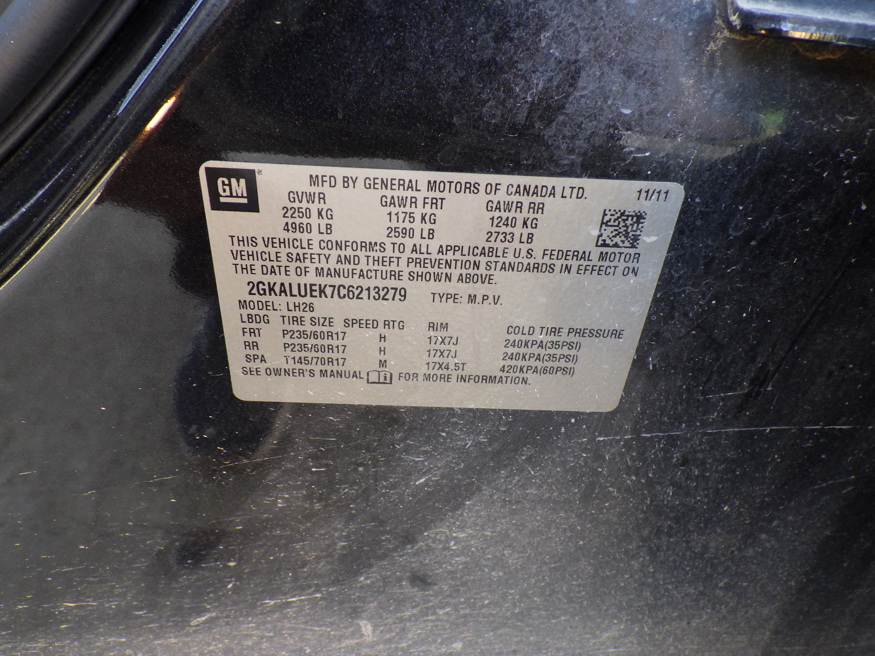 GM ®
MFD BY GENERAL MOTORS OF CANADA LTD. 11/11
GVWR GAWR FRT GAWR RR
2250 KG 1175 KG 1240 KG
4960 LB 2590 LB 2733 LB
THIS VEHICLE CONFORMS TO ALL APPLICABLE U.S. FEDERAL MOTOR
VEHICLE SAFETY AND THEFT PREVENTION STANDARDS IN EFFECT ON
THE DATE OF MANUFACTURE SHOWN ABOVE.
2GKALUEK7C6213279 TYPE: M.P.V.
MODEL: LH26
LBDG TIRE SIZE SPEED RTG RIM COLD TIRE PRESSURE
FRT P235/60R17 H 17X7J 240KPA(35PSI)
RR P235/60R17 H 17X7J 240KPA(35PSI)
SPA T145/70R17 M 17X4.5T 420KPA(60PSI)
SEE OWNER'S MANUAL FOR MORE INFORMATION.